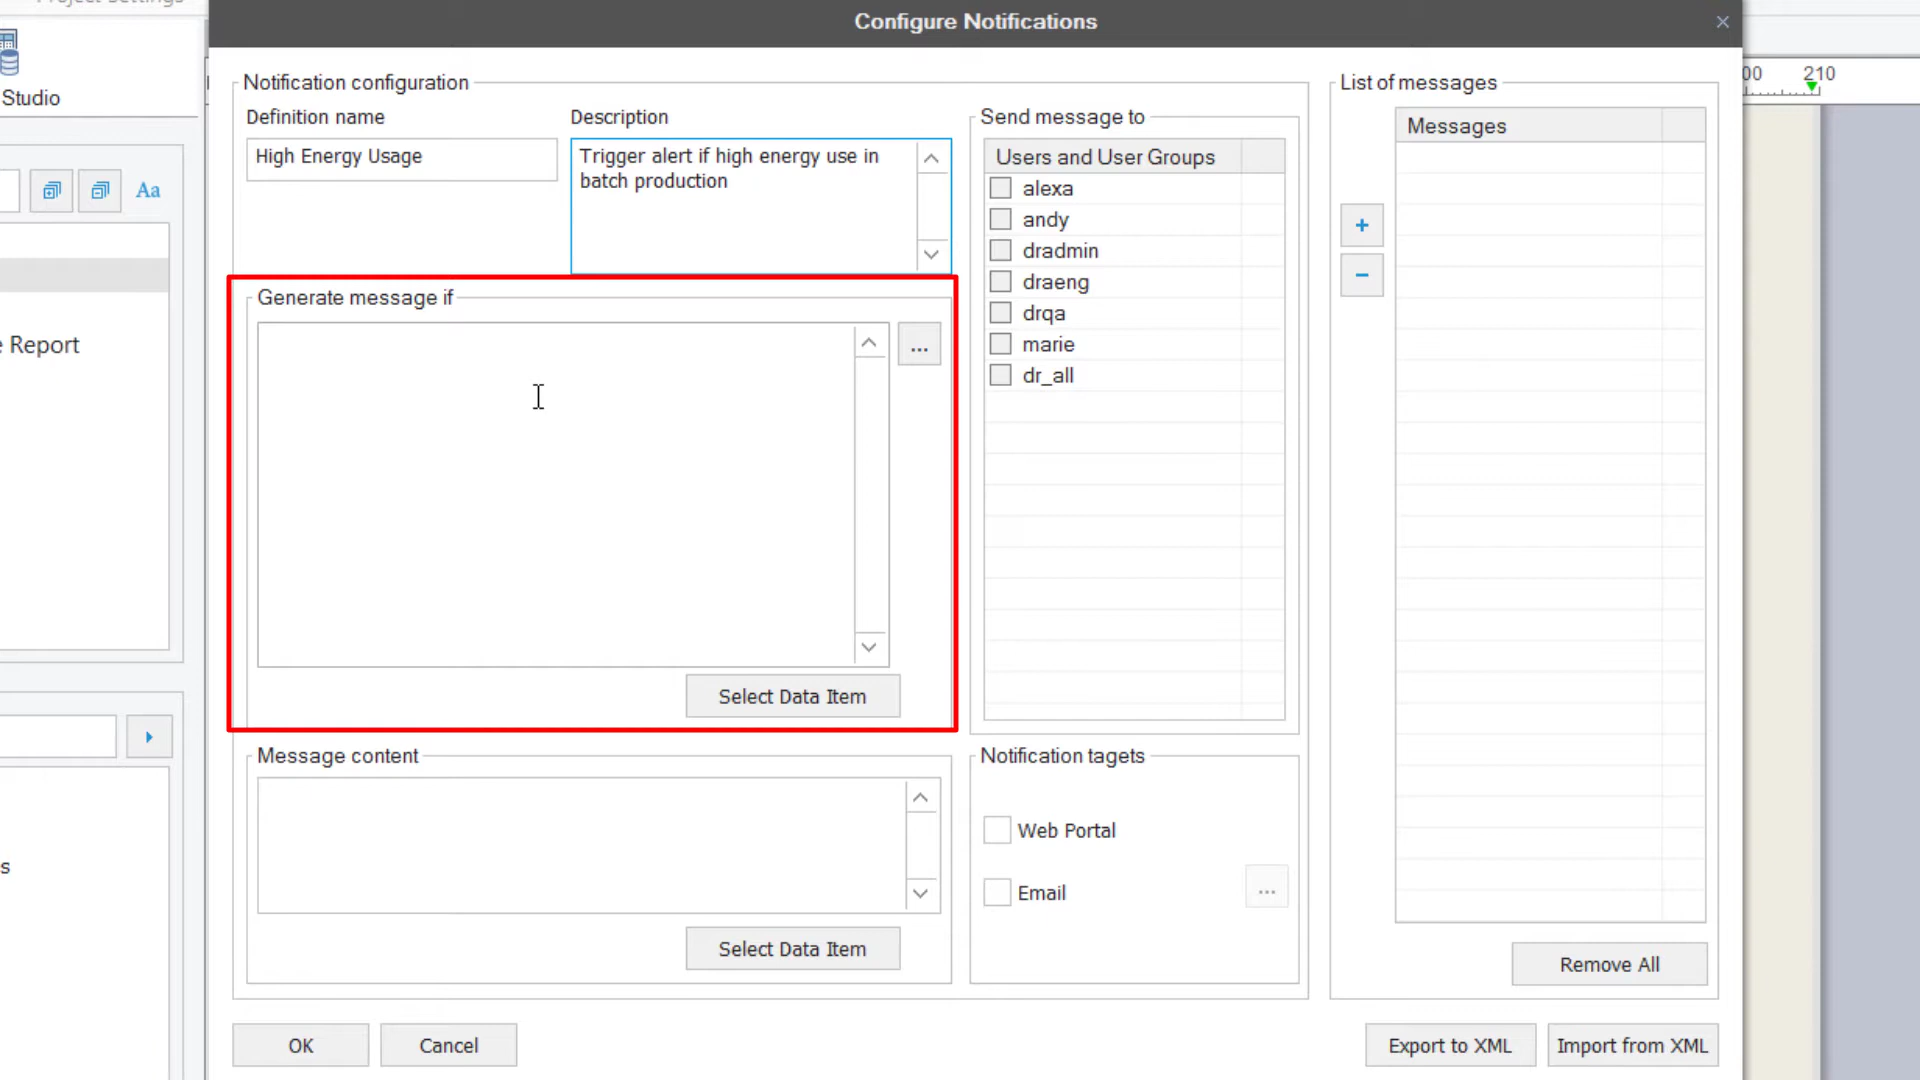 Project Settings
Configure Notifications
Studio
Notification configuration
Definition name
Description
High Energy Usage
Trigger alert if high energy use in
batch production
Send message to
Users and User Groups
alexa
andy
dradmin
draeng
drqa
marie
dr_all
List of messages
Messages
+
-
00
210
Aa
Generate message if
...
e Report
Select Data Item
Message content
Select Data Item
s
Notification tagets
Web Portal
Email
...
Remove All
OK
Cancel
Export to XML
Import from XML